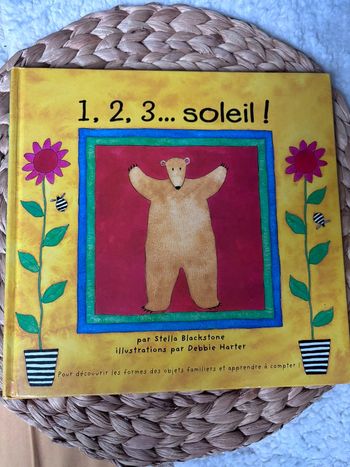 1, 2, 3... soleil !
par Stella Blackstone
illustrations par Debbie Harter
Pour découvrir les formes des objets familiers et apprendre à compter !